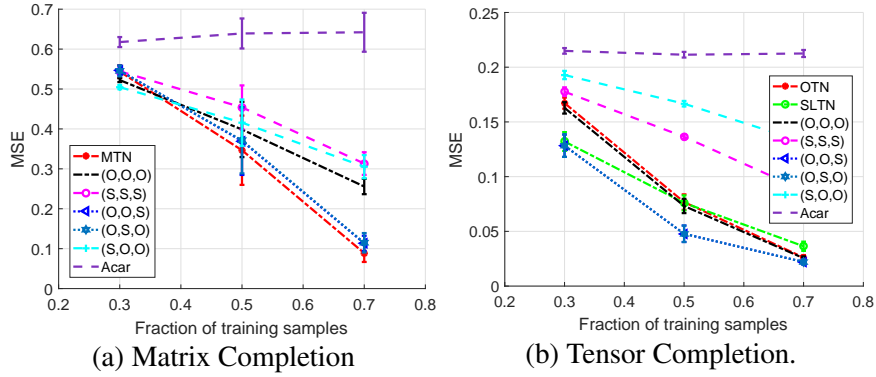 0.7
0.6
0.5
0.4
0.3
0.2
0.1
0
MSE
0.2 0.3 0.4 0.5 0.6 0.7 0.8
Fraction of training samples
MTN
(O,O,O)
(S,S,S)
(O,O,S)
(O,S,O)
(S,O,O)
Acar
(a) Matrix Completion
0.25
0.2
0.15
0.1
0.05
0
MSE
0.2 0.3 0.4 0.5 0.6 0.7 0.8
Fraction of training samples
OTN
SLTN
(O,O,O)
(S,S,S)
(O,O,S)
(O,S,O)
(S,O,O)
Acar
(b) Tensor Completion.